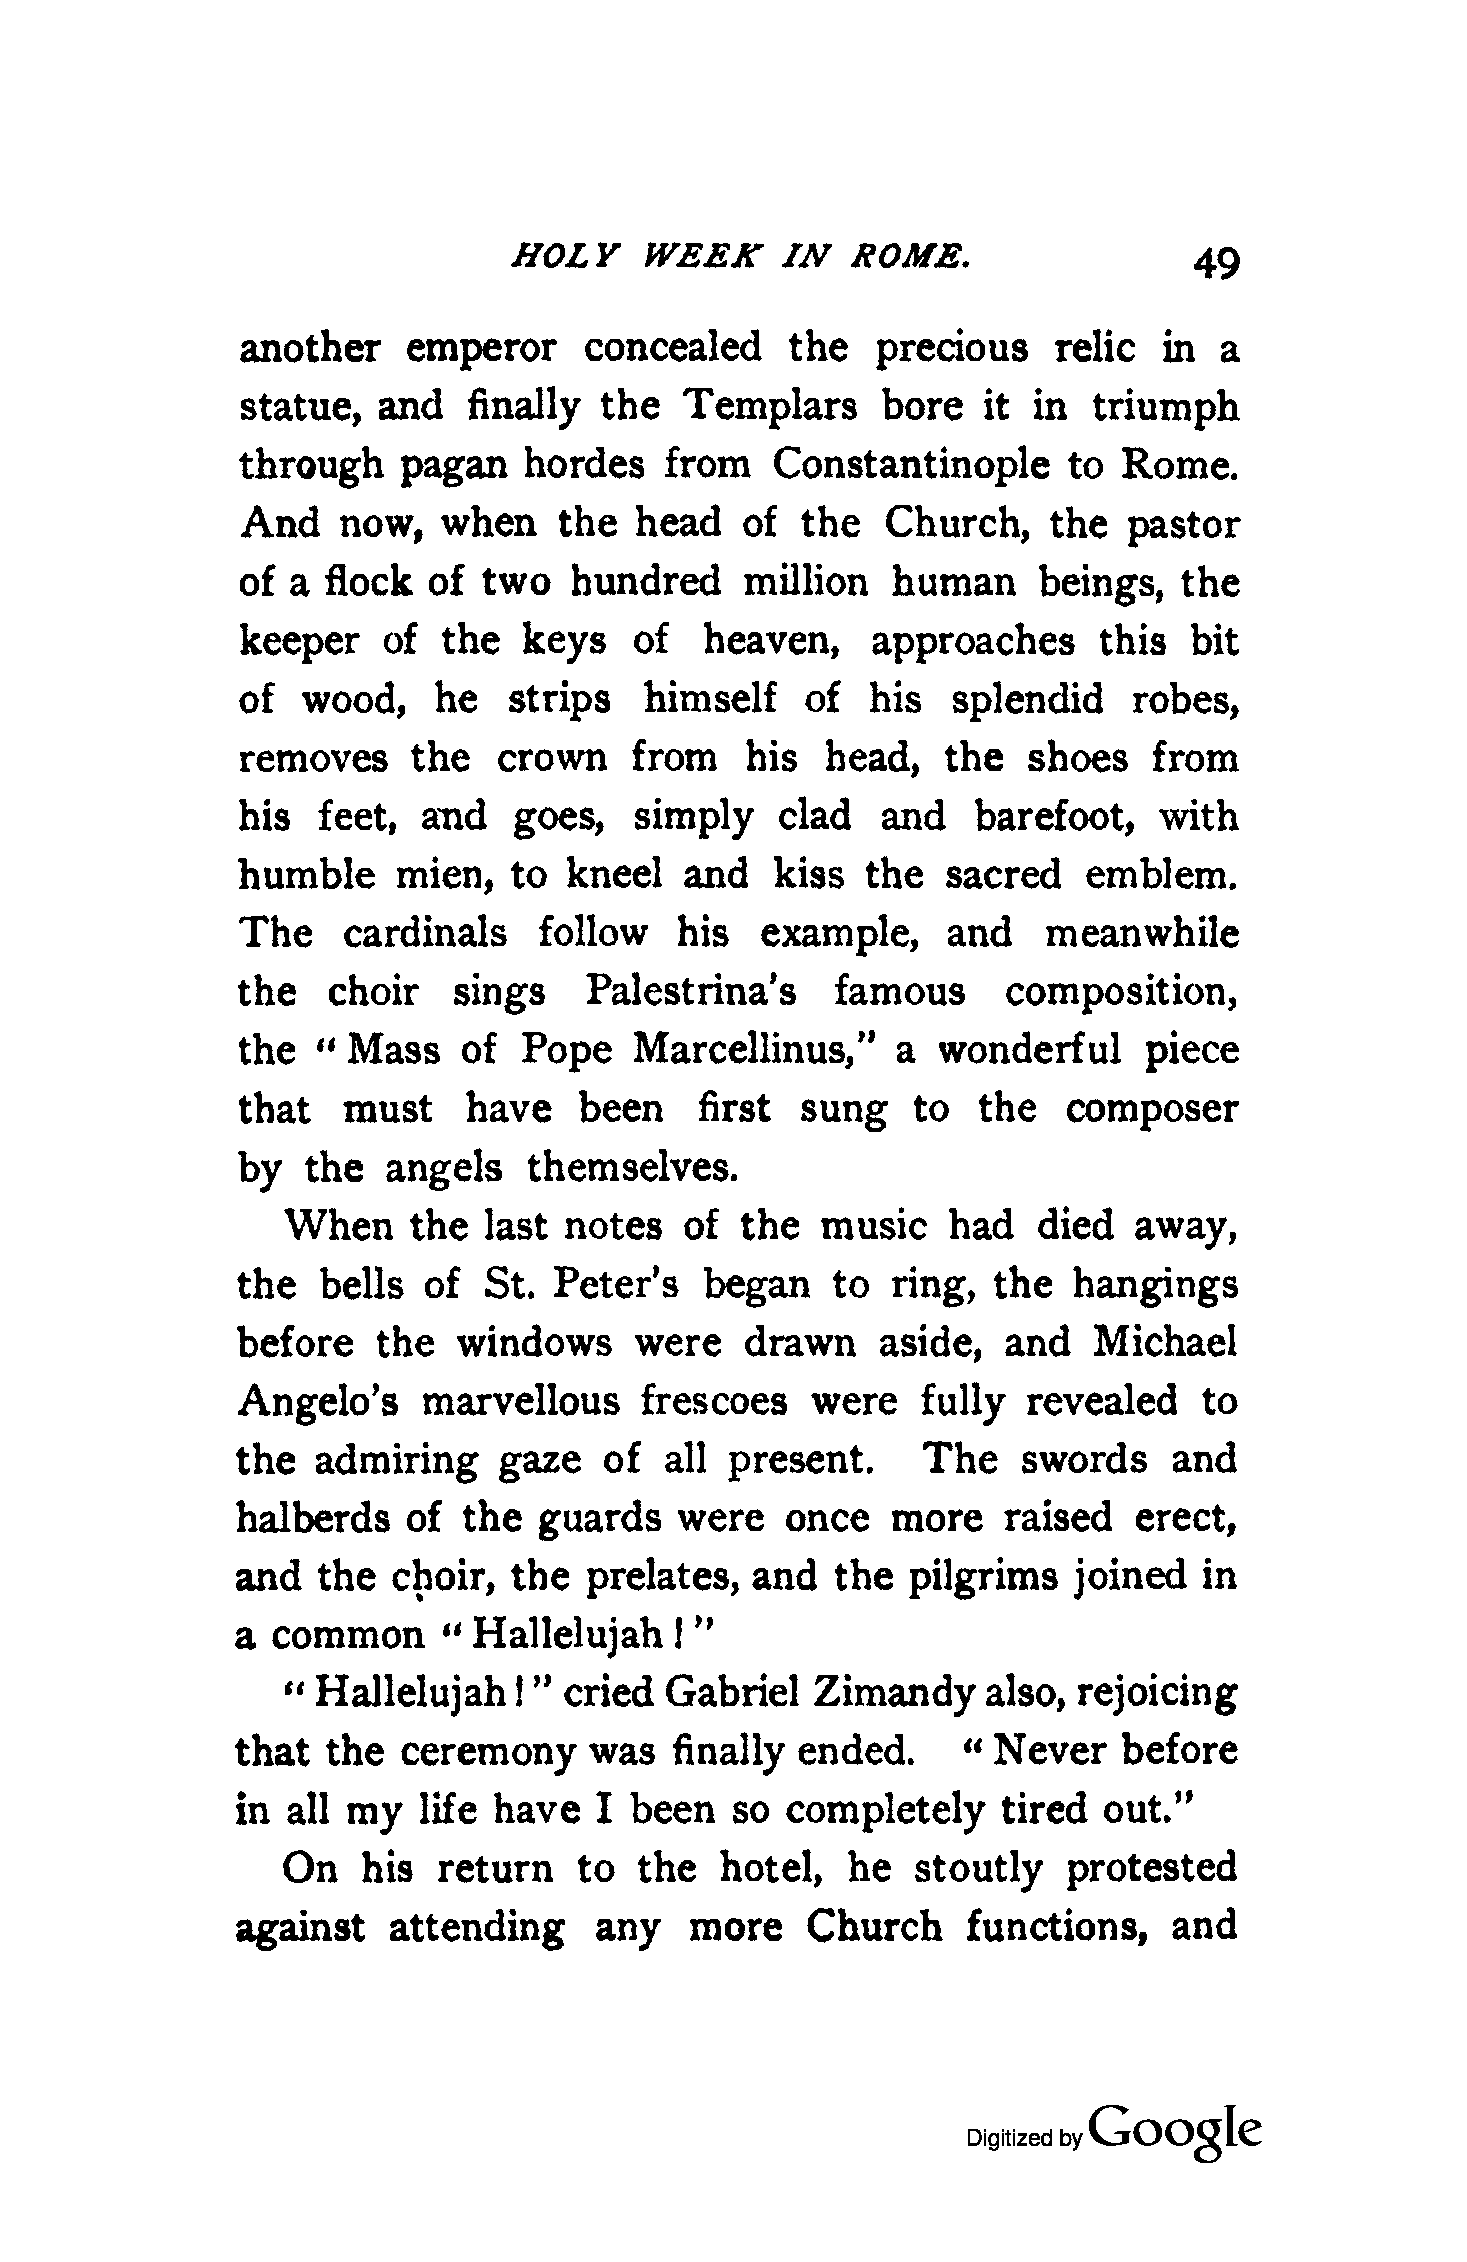 HOLY WEEK IN ROME. 49
another emperor concealed the precious relic in a
statue, and finally the Templars bore it in triumph
through pagan hordes from Constantinople to Rome.
And now, when the head of the Church, the pastor
of a flock of two hundred million human beings, the
keeper of the keys of heaven, approaches this bit
of wood, he strips himself of his splendid robes,
removes the crown from his head, the shoes from
his feet, and goes, simply clad and barefoot, with
humble mien, to kneel and kiss the sacred emblem.
The cardinals follow his example, and meanwhile
the choir sings Palestrina's famous composition,
the "Mass of Pope Marcellinus," a wonderful piece
that must have been first sung to the composer
by the angels themselves.
When the last notes of the music had died away,
the bells of St. Peter's began to ring, the hangings
before the windows were drawn aside, and Michael
Angelo's marvellous frescoes were fully revealed to
the admiring gaze of all present. The swords and
halberds of the guards were once more raised erect,
and the choir, the prelates, and the pilgrims joined in
a common "Hallelujah!"
"Hallelujah!" cried Gabriel Zimandy also, rejoicing
that the ceremony was finally ended. "Never before
in all my life have I been so completely tired out."
On his return to the hotel, he stoutly protested
against attending any more Church functions, and
Digitized by Google